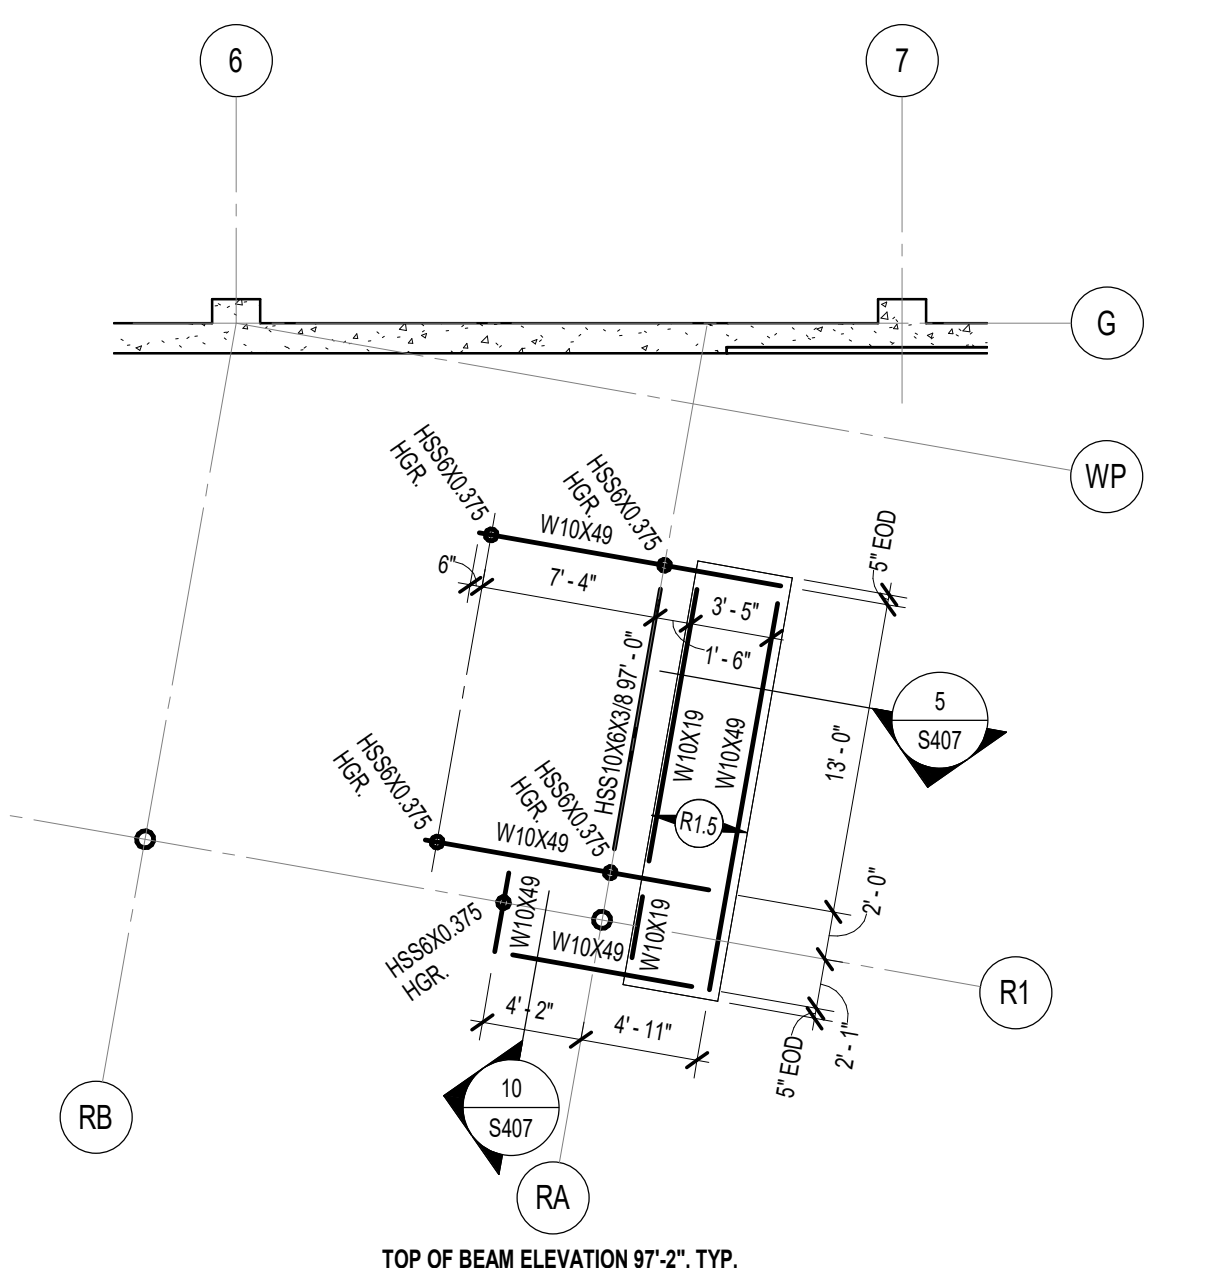 6
7
G
WP
HSS6X0.375
HGR.
HSS6X0.375
HGR.
W10X49
5" EOD
6"
7' - 4"
3' - 5"
1' - 6"
HSS10X6X3/8 97' - 0"
W10X19
W10X49
5
S407
13' - 0"
HSS6X0.375
HGR.
HSS6X0.375
HGR.
W10X49
R1.5
2' - 0"
HSS6X0.375
HGR.
W10X49
W10X49
W10X19
R1
4' - 2"
4' - 11"
5" EOD
2' - 1"
10
S407
RB
RA
TOP OF BEAM ELEVATION 97'-2". TYP.